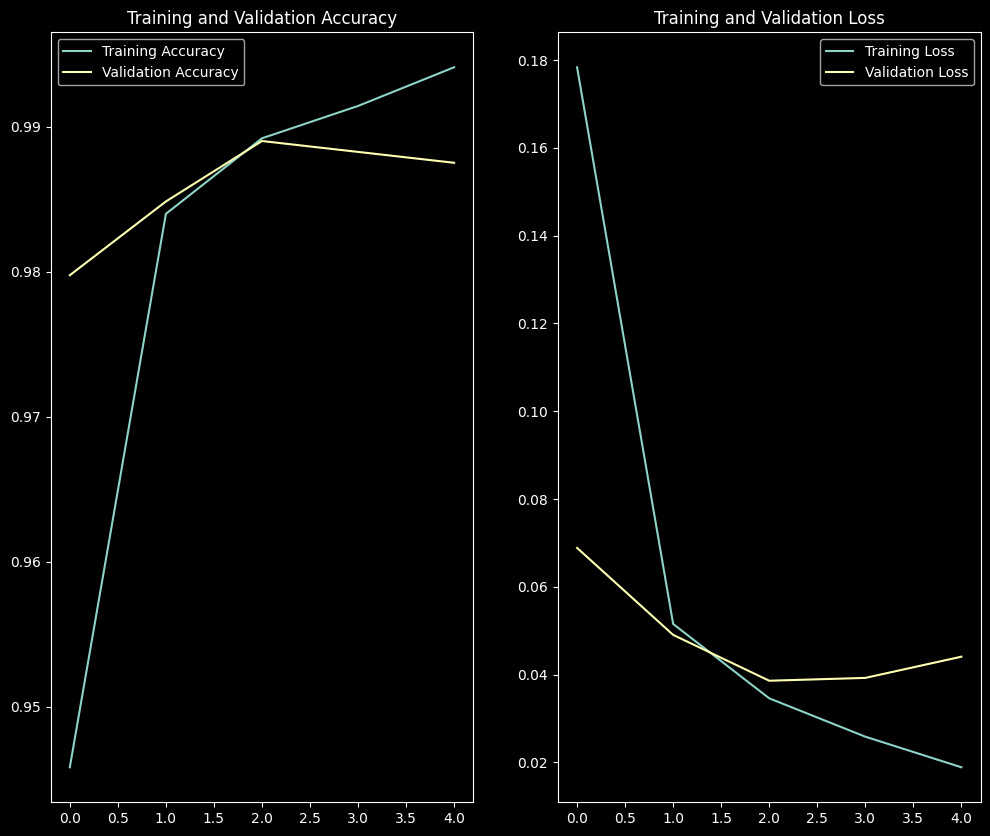 Training and Validation Accuracy
Training Accuracy
Validation Accuracy
0.99
0.98
0.97
0.96
0.95
0.0 0.5 1.0 1.5 2.0 2.5 3.0 3.5 4.0
Training and Validation Loss
Training Loss
Validation Loss
0.18
0.16
0.14
0.12
0.10
0.08
0.06
0.04
0.02
0.0 0.5 1.0 1.5 2.0 2.5 3.0 3.5 4.0